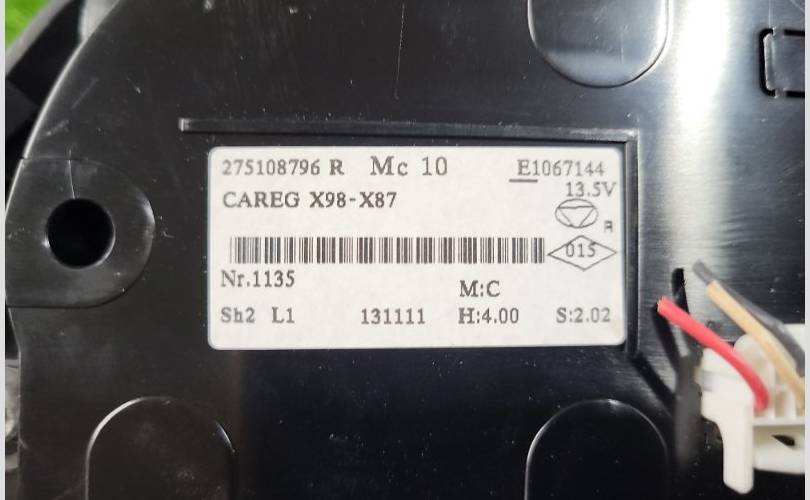 275108796 R Mc 10 E1067144
13.5V
CAREG X98-X87
R
015
Nr.1135
M:C
Sh2 L1 131111 H:4.00 S:2.02